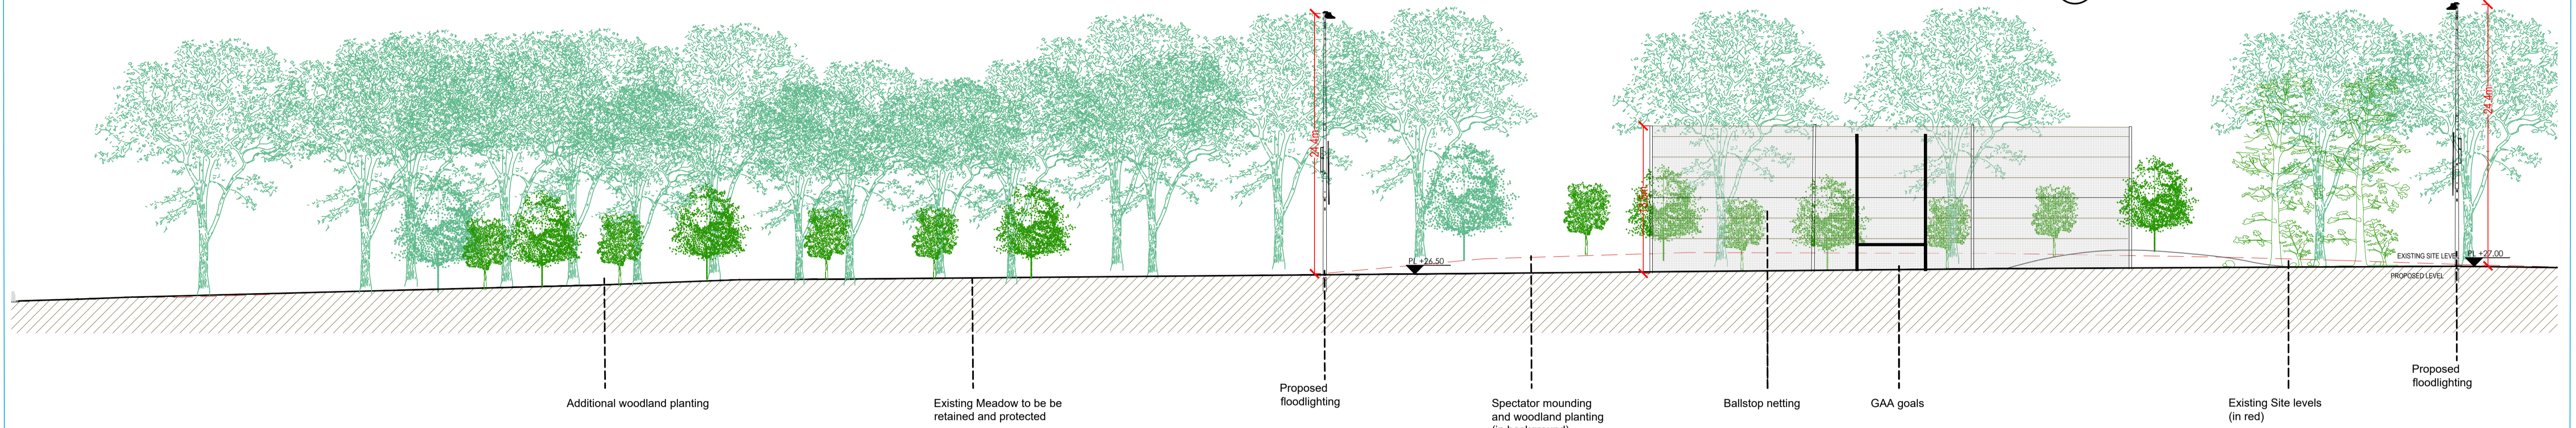 24.4m
24.4m
PL +26.50
EXISTING SITE LEVEL
+27.00
PROPOSED LEVEL
Additional woodland planting
Existing Meadow to be be
retained and protected
Proposed
floodlighting
Spectator mounding
and woodland planting
(in background)
Ballstop netting
GAA goals
Existing Site levels
(in red)
Proposed
floodlighting